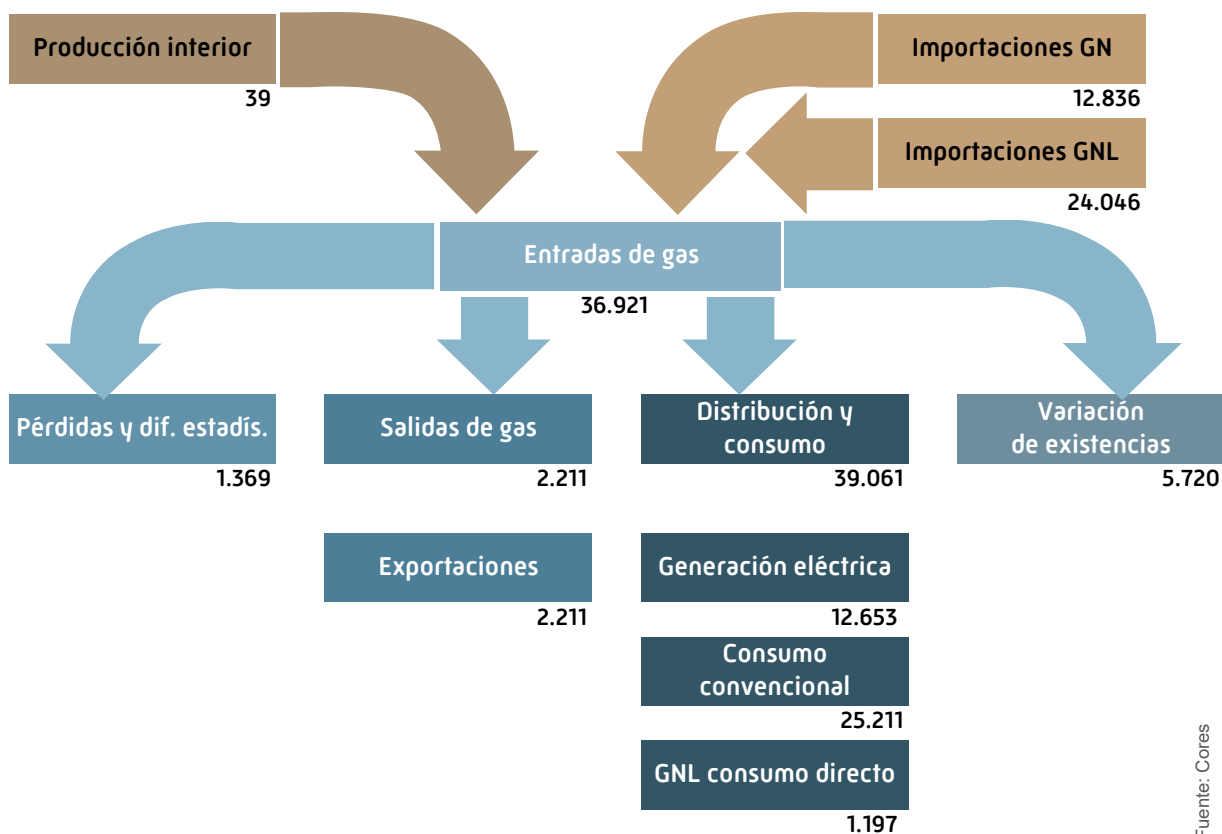 Producción interior
39
Importaciones GN
12.836
Importaciones GNL
24.046
Entradas de gas
36.921
Pérdidas y dif. estadís.
1.369
Salidas de gas
2.211
Distribución y
consumo
39.061
Variación
de existencias
5.720
Exportaciones
2.211
Generación eléctrica
12.653
Consumo
convencional
25.211
GNL consumo directo
1.197
Fuente: Cores